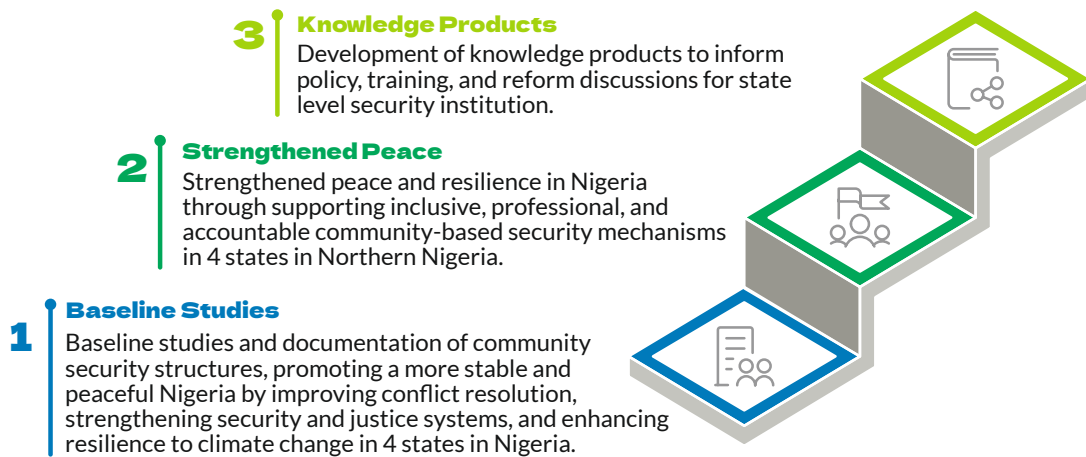 3
Knowledge Products
Development of knowledge products to inform
policy, training, and reform discussions for state
level security institution.
2
Strengthened Peace
Strengthened peace and resilience in Nigeria
through supporting inclusive, professional, and
accountable community-based security mechanisms
in 4 states in Northern Nigeria.
1
Baseline Studies
Baseline studies and documentation of community
security structures, promoting a more stable and
peaceful Nigeria by improving conflict resolution,
strengthening security and justice systems, and enhancing
resilience to climate change in 4 states in Nigeria.